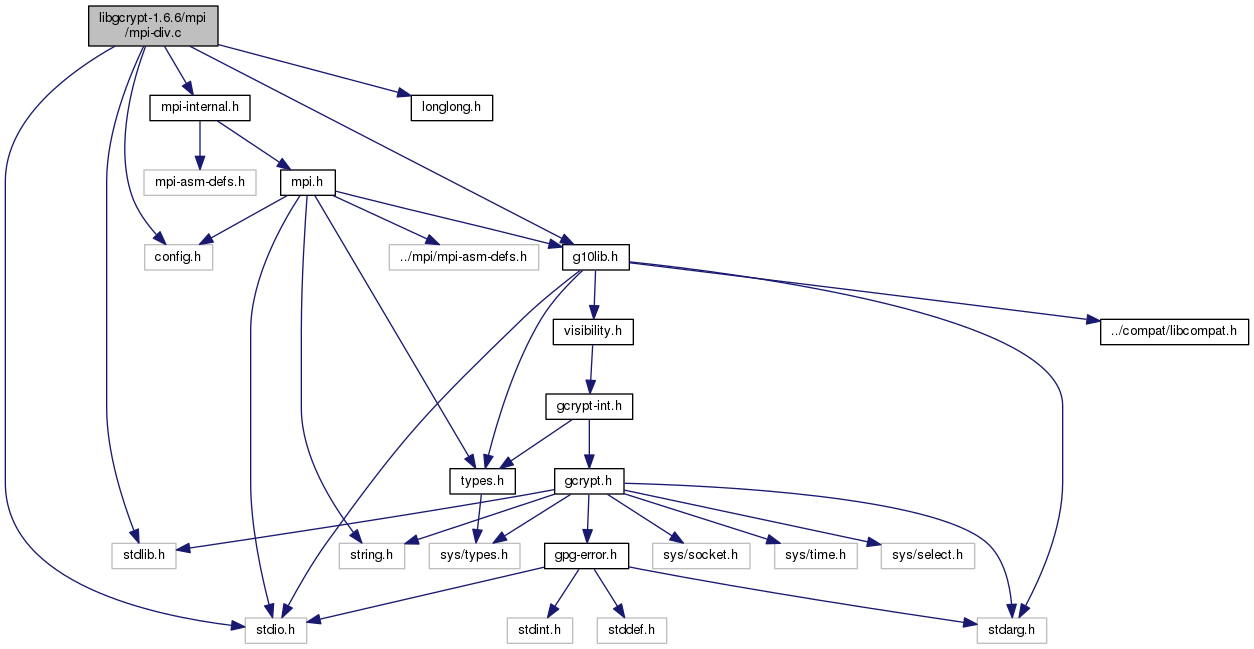 libgcrypt-1.6.6/mpi
/mpi-div.c
mpi-internal.h
longlong.h
mpi-asm-defs.h
mpi.h
config.h
../mpi/mpi-asm-defs.h
g10lib.h
visibility.h
../compat/libcompat.h
gcrypt-int.h
types.h
gcrypt.h
stdlib.h
string.h
sys/types.h
gpg-error.h
sys/socket.h
sys/time.h
sys/select.h
stdio.h
stdint.h
stddef.h
stdarg.h